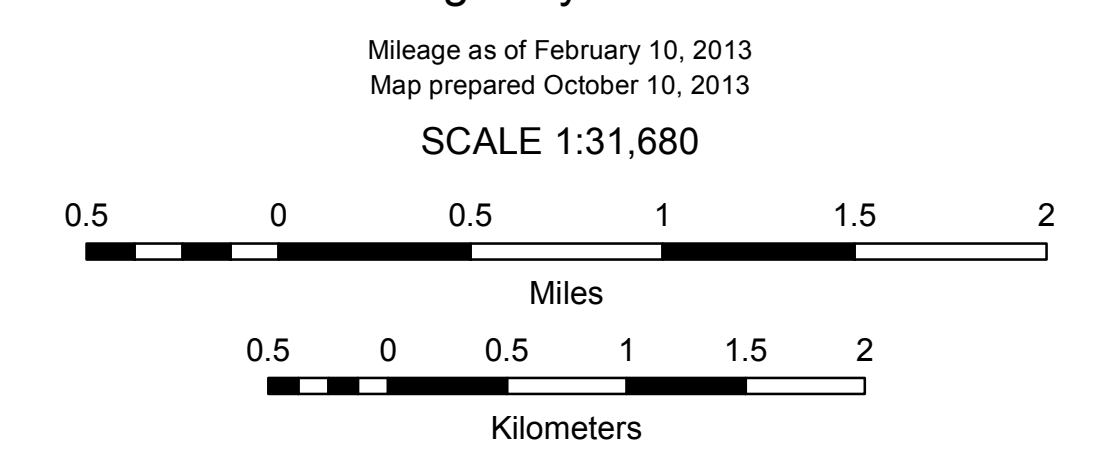 Mileage as of February 10, 2013
Map prepared October 10, 2013
SCALE 1:31,680
0.5 0 0.5 1 1.5 2
Miles
0.5 0 0.5 1 1.5 2
Kilometers